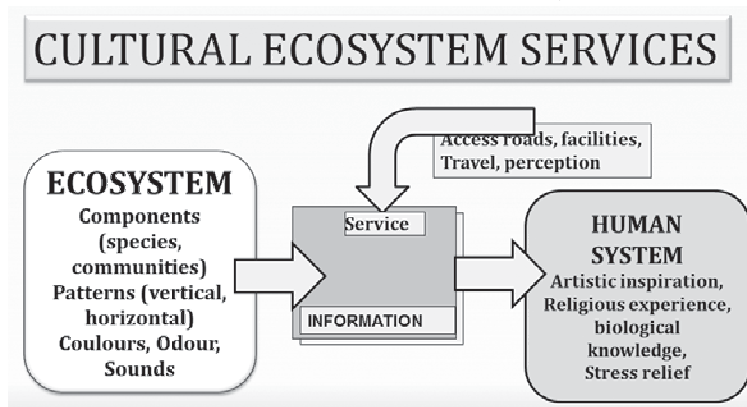 CULTURAL ECOSYSTEM SERVICES
Access roads, facilities,
Travel, perception
ECOSYSTEM
Components
(species,
communities)
Patterns (vertical,
horizontal)
Coulours, Odour,
Sounds
Service
INFORMATION
HUMAN
SYSTEM
Artistic inspiration,
Religious experience,
biological
knowledge,
Stress relief